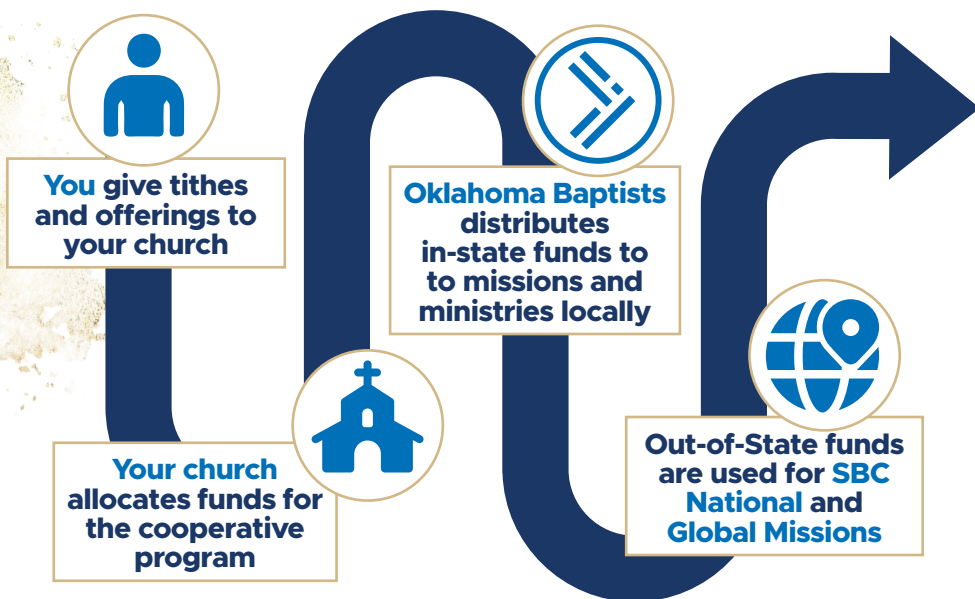 You give tithes
and offerings to
your church
Your church
allocates funds for
the cooperative
program
Oklahoma Baptists
distributes
in-state funds to
to missions and
ministries locally
Out-of-State funds
are used for SBC
National and
Global Missions